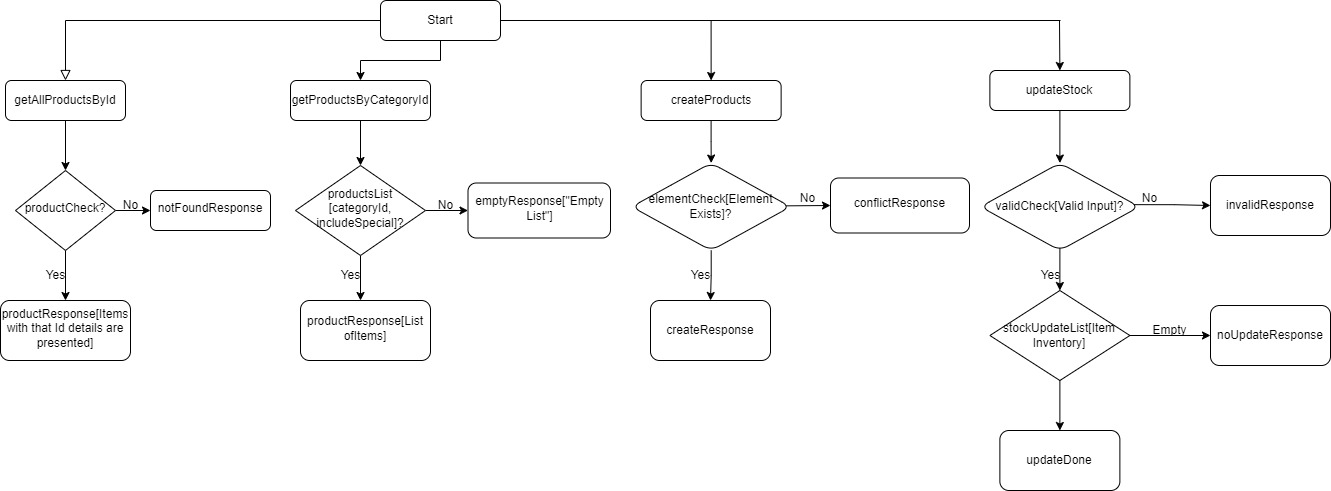 Start
getAllProductsById
getProductsByCategoryId
createProducts
updateStock
productCheck?
No
notFoundResponse
productsList
[categoryId,
includeSpecial]?
No
emptyResponse["Empty
List"]
elementCheck[Element
Exists]?
No
conflictResponse
validCheck[Valid Input]?
No
invalidResponse
Yes
Yes
Yes
Yes
productResponse[Items
with that Id details are
presented]
productResponse[List
ofItems]
createResponse
stockUpdateList[Item
Inventory]
Empty
noUpdateResponse
updateDone